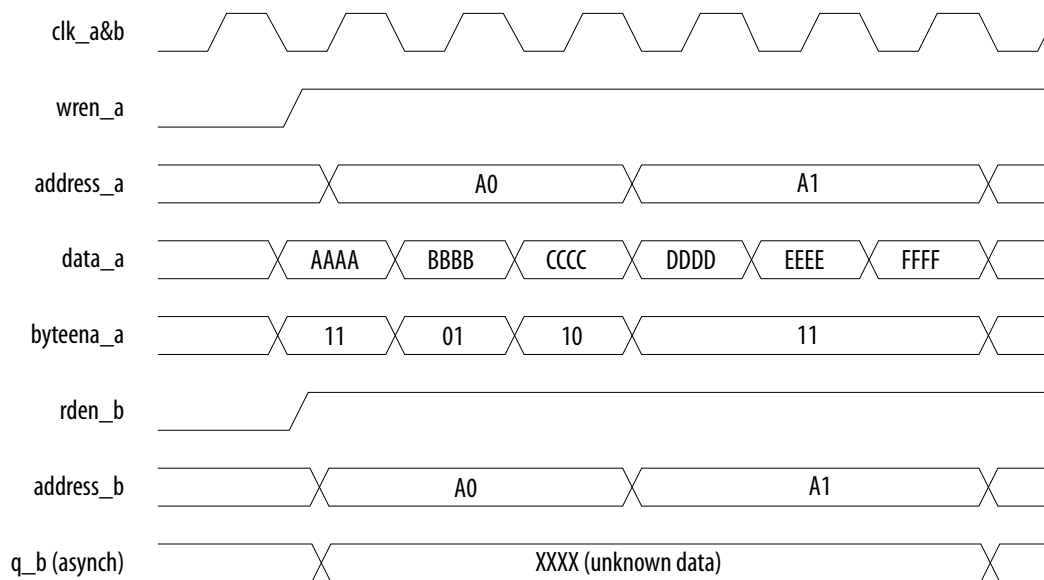 clk_a&b
wren_a
address_a A0 A1
data_a AAAA BBBB CCCC DDDD EEEE FFFF
byteena_a 11 01 10 11
rden_b
address_b A0 A1
q_b (asynch) XXXX (unknown data)